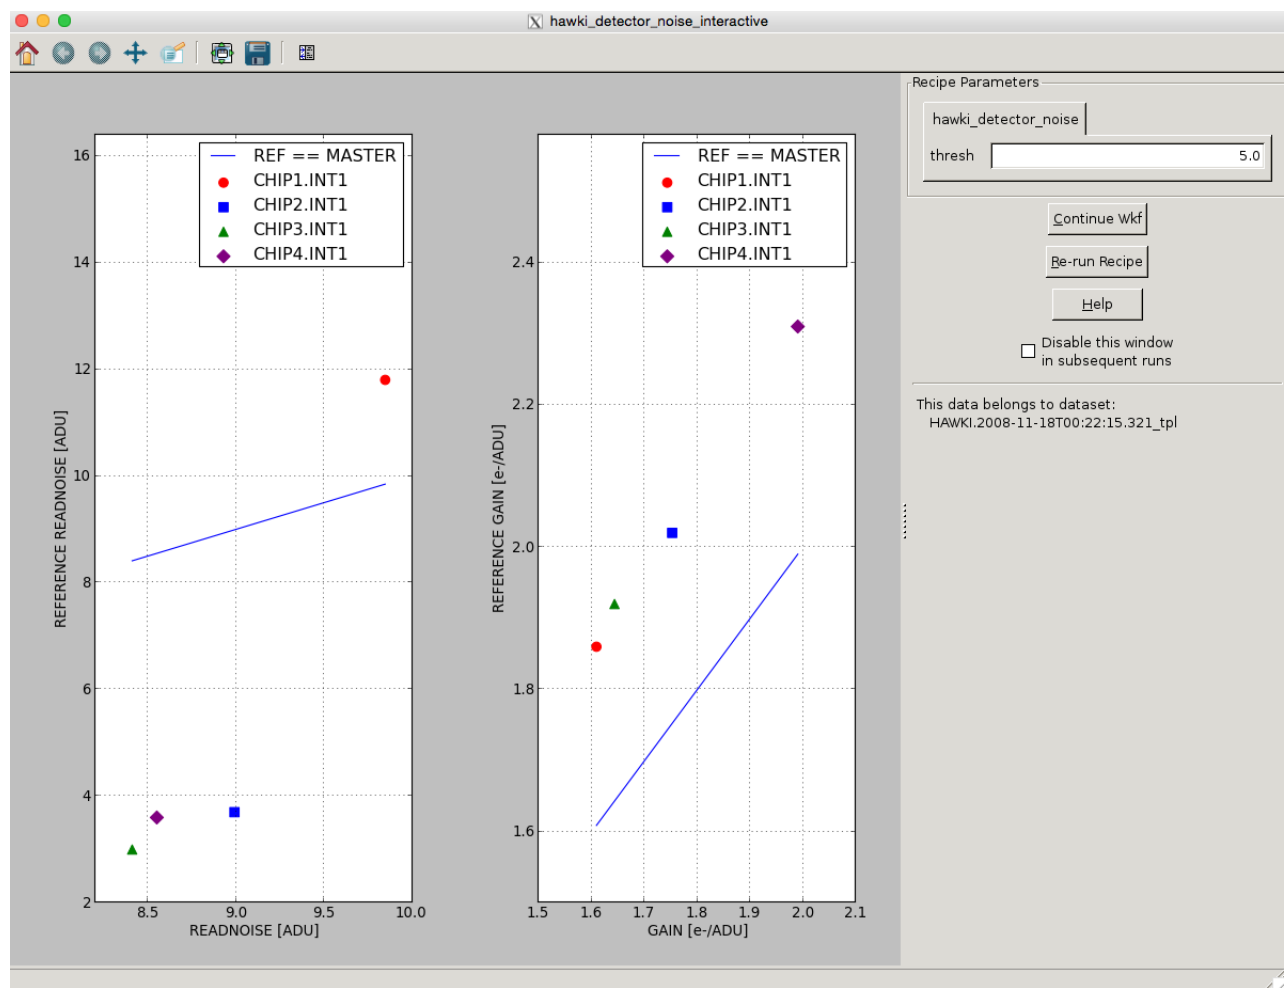 hawki_detector_noise_interactive
16
14
12
10
8
6
4
2
8.5 9.0 9.5 10.0
READNOISE [ADU]
REFERENCE READNOISE [ADU]
REF == MASTER
CHIP1.INT1
CHIP2.INT1
CHIP3.INT1
CHIP4.INT1
2.4
2.2
2.0
1.8
1.6
1.5 1.6 1.7 1.8 1.9 2.0 2.1
GAIN [e-/ADU]
REFERENCE GAIN [e-/ADU]
REF == MASTER
CHIP1.INT1
CHIP2.INT1
CHIP3.INT1
CHIP4.INT1
Recipe Parameters
hawki_detector_noise
thresh 5.0
Continue Wkf
Re-run Recipe
Help
Disable this window
in subsequent runs
This data belongs to dataset:
HAWKI.2008-11-18T00:22:15.321_tpl